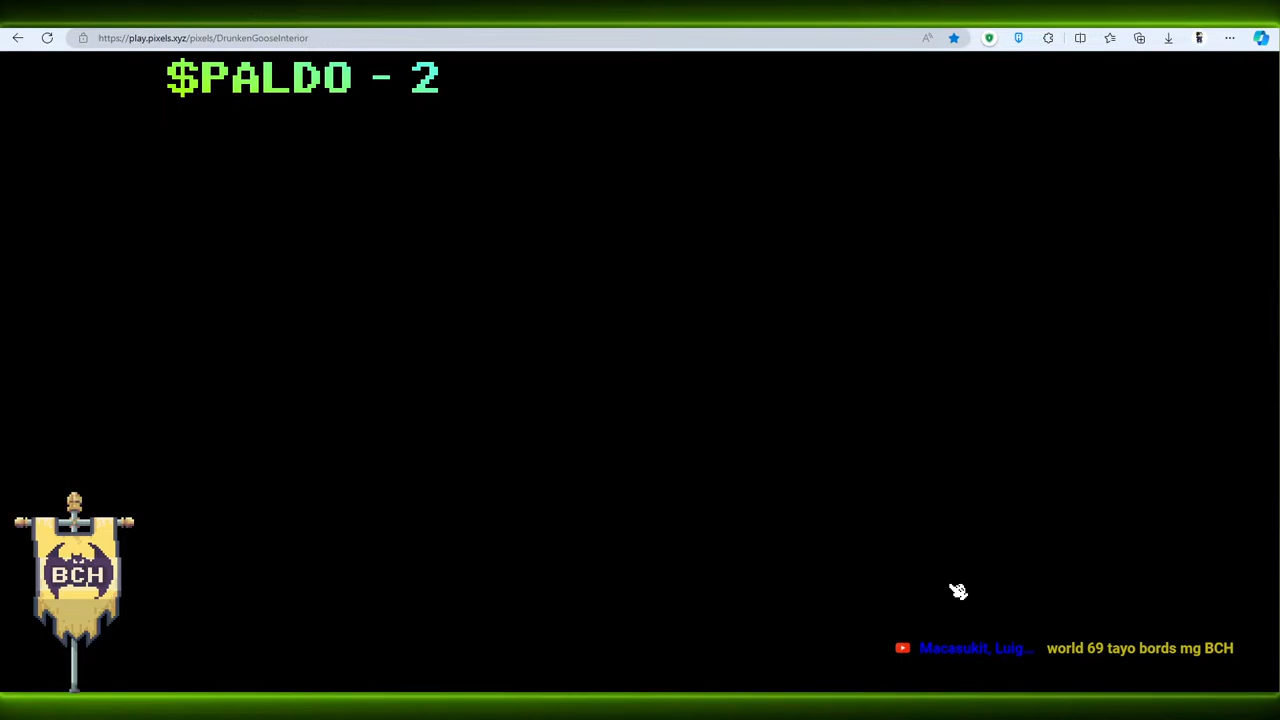 https://play.pixels.xyz/pixels/DrunkenGooseInterior
$PALDO - 2
BCH
Macasukit, Luig... world 69 tayo bords mg BCH